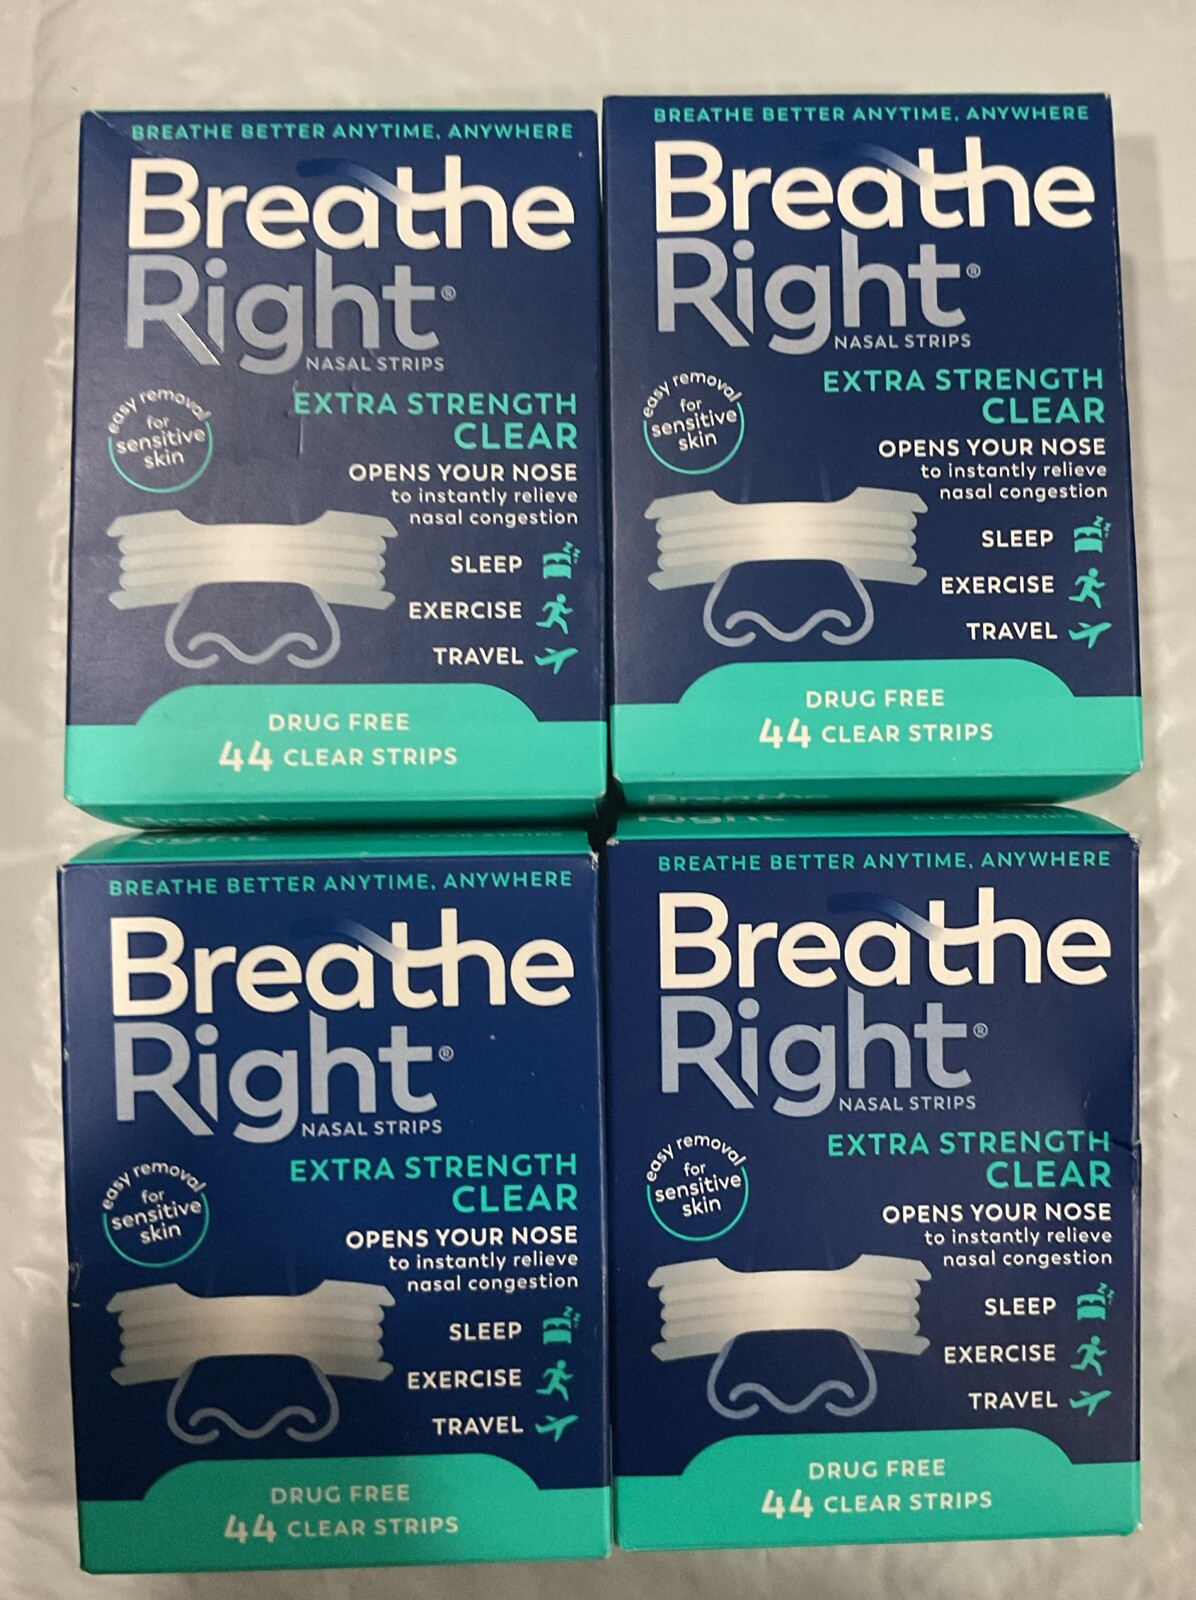 BREATHE BETTER ANYTIME, ANYWHERE
Breathe
Right®
NASAL STRIPS
easy removal
for
sensitive
skin
EXTRA STRENGTH
CLEAR
OPENS YOUR NOSE
to instantly relieve
nasal congestion
SLEEP
EXERCISE
TRAVEL
DRUG FREE
44 CLEAR STRIPS
BREATHE BETTER ANYTIME, ANYWHERE
Breathe
Right®
NASAL STRIPS
easy removal
for
sensitive
skin
EXTRA STRENGTH
CLEAR
OPENS YOUR NOSE
to instantly relieve
nasal congestion
SLEEP
EXERCISE
TRAVEL
DRUG FREE
44 CLEAR STRIPS
Breathe
Breathe
Right
Right
CLEAR STRIPS
BREATHE BETTER ANYTIME, ANYWHERE
Breathe
Right®
NASAL STRIPS
easy removal
for
sensitive
skin
EXTRA STRENGTH
CLEAR
OPENS YOUR NOSE
to instantly relieve
nasal congestion
SLEEP
EXERCISE
TRAVEL
DRUG FREE
44 CLEAR STRIPS
BREATHE BETTER ANYTIME, ANYWHERE
Breathe
Right®
NASAL STRIPS
easy removal
for
sensitive
skin
EXTRA STRENGTH
CLEAR
OPENS YOUR NOSE
to instantly relieve
nasal congestion
SLEEP
EXERCISE
TRAVEL
DRUG FREE
44 CLEAR STRIPS